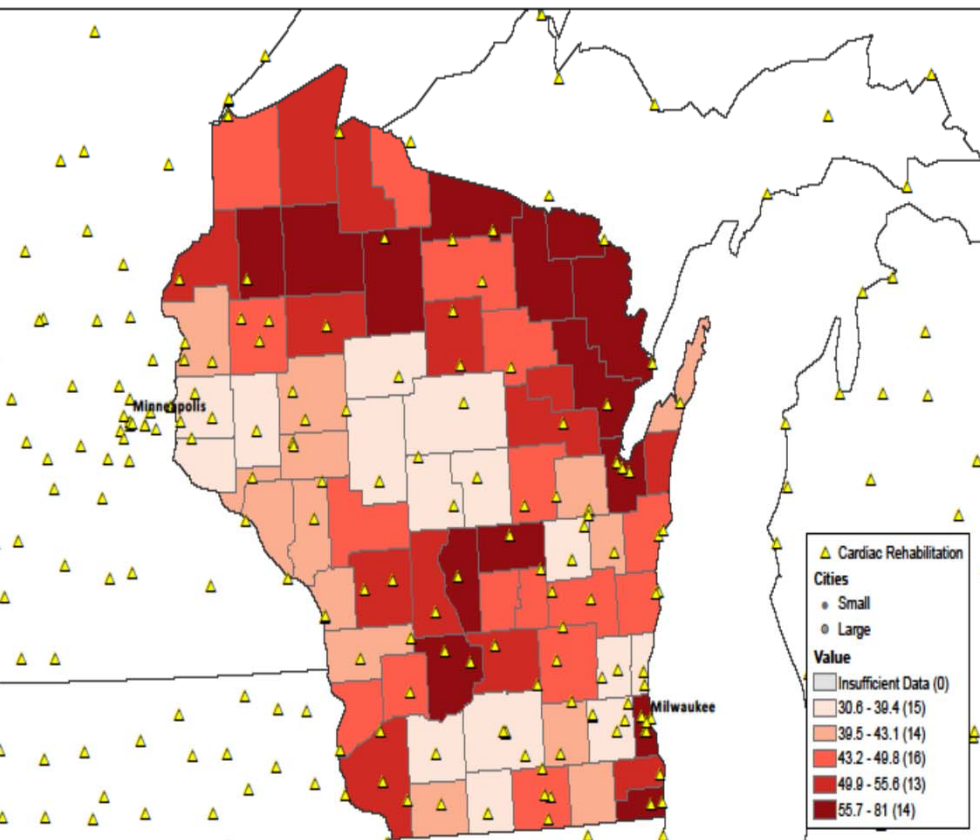 Minneapolis
Cardiac Rehabilitation
Cities
Small
Large
Value
Insufficient Data (0)
30.6 - 39.4 (15)
39.5 - 43.1 (14)
43.2 - 49.8 (16)
49.9 - 55.6 (13)
55.7 - 81 (14)
Milwaukee